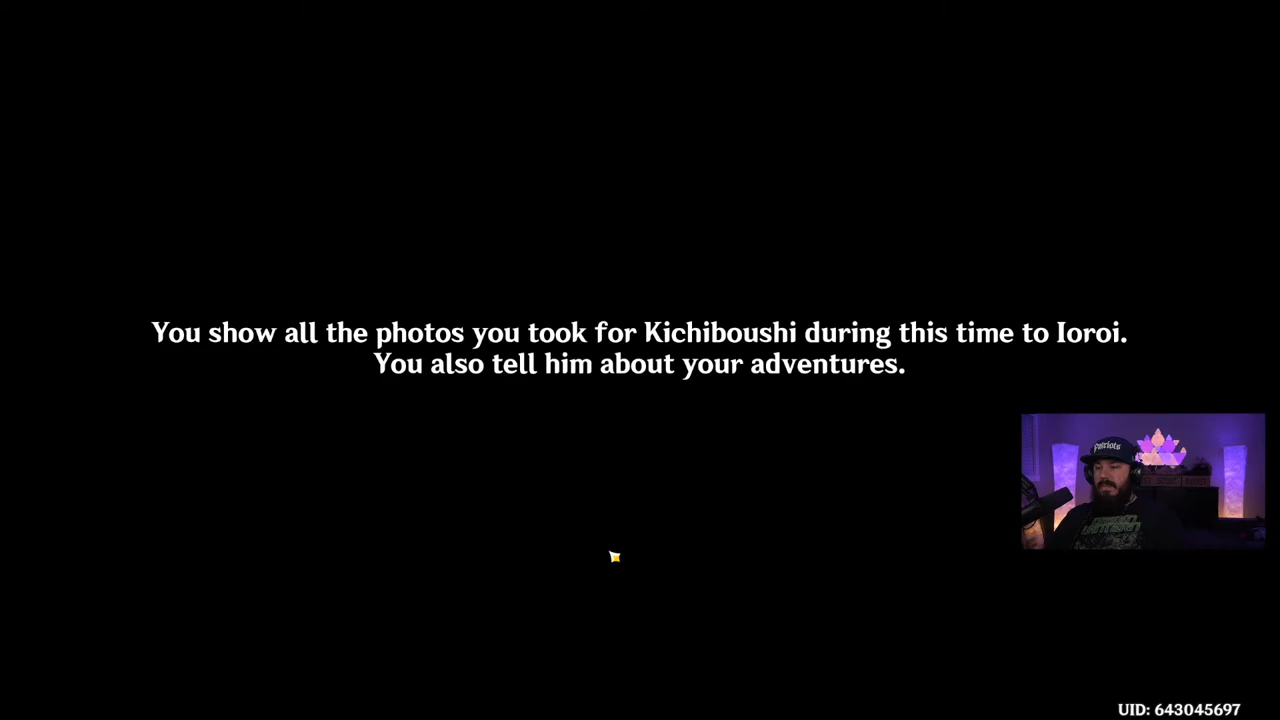 You show all the photos you took for Kichiboushi during this time to Ioroi.
You also tell him about your adventures.
Patriots
UID: 643045697